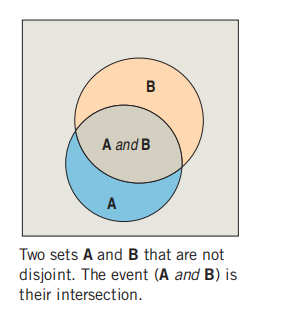 B
A and B
A
Two sets A and B that are not
disjoint. The event (A and B) is
their intersection.